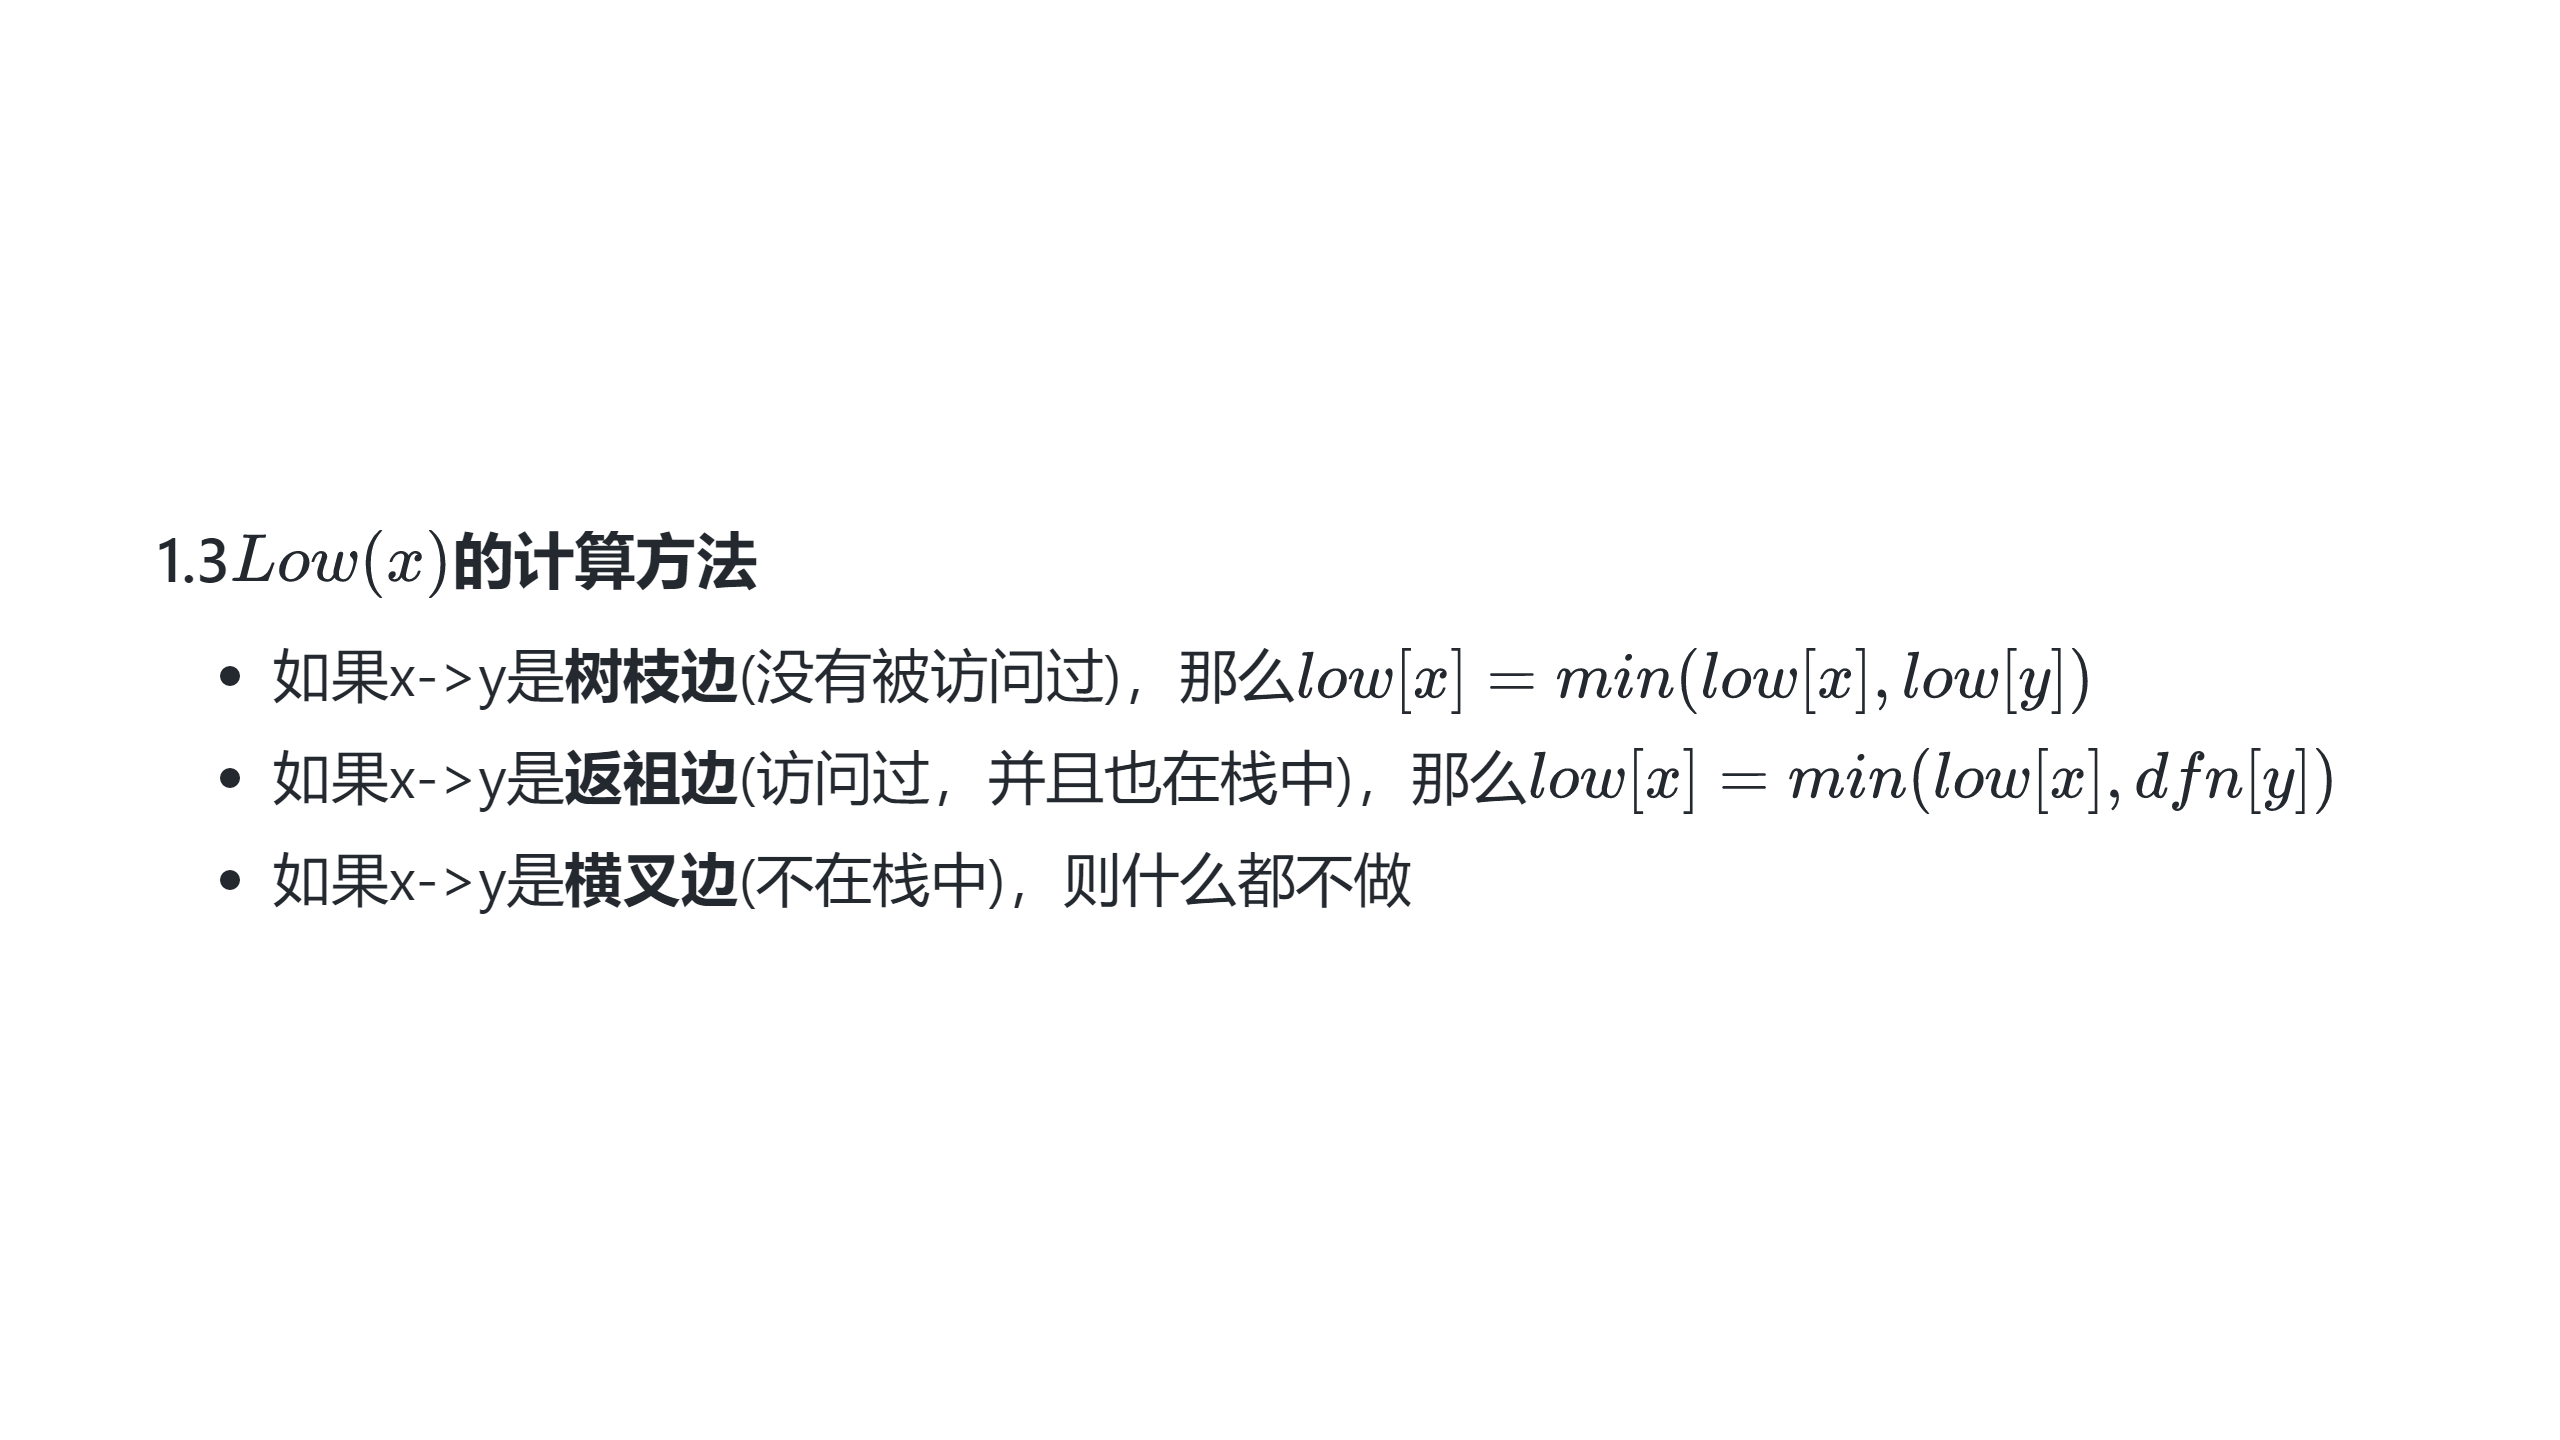 1.3Low(x)的计算方法
如果x->y是树枝边(没有被访问过)，那么low[x] = min(low[x], low[y])
如果x->y是返祖边(访问过，并且也在栈中)，那么low[x] = min(low[x], dfn[y])
如果x->y是横叉边(不在栈中)，则什么都不做